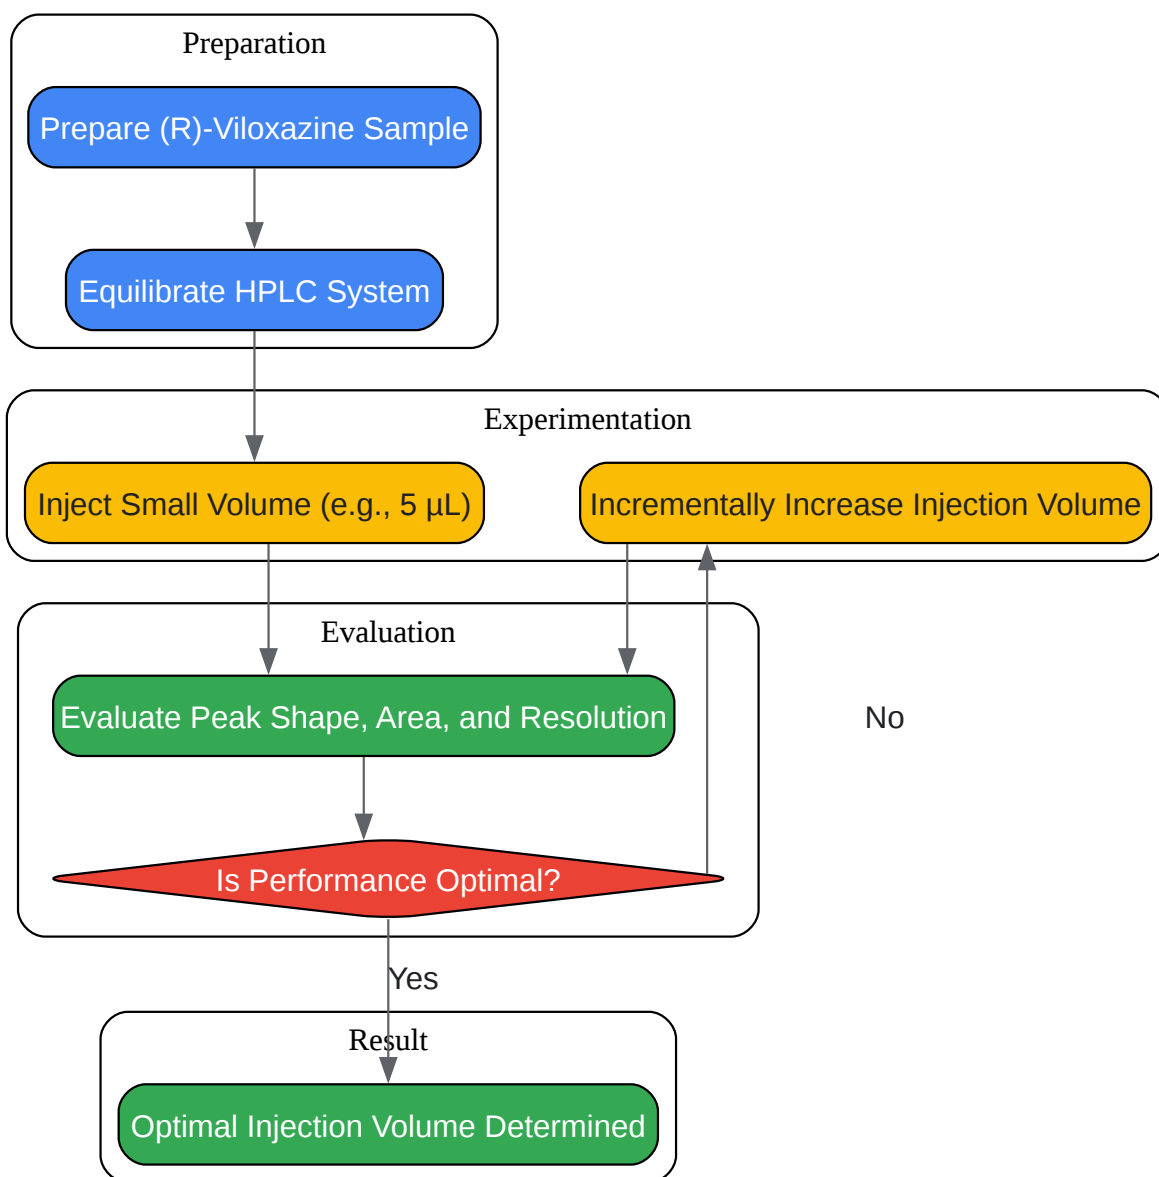 Preparation
Prepare (R)-Viloxazine Sample
Equilibrate HPLC System
Experimentation
Inject Small Volume (e.g., 5 µL)
Incrementally Increase Injection Volume
Evaluation
Evaluate Peak Shape, Area, and Resolution
No
Is Performance Optimal?
Yes
Result
Optimal Injection Volume Determined